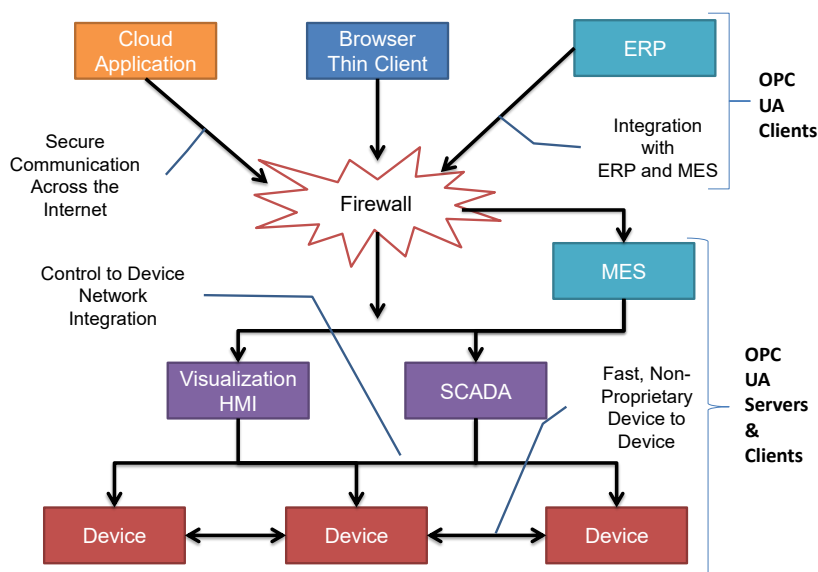 Cloud
Application
Browser
Thin Client
ERP
OPC
UA
Clients
Secure
Communication
Across the
Internet
Integration
with
ERP and MES
Firewall
MES
Control to Device
Network
Integration
Visualization
HMI
SCADA
Fast, Non-
Proprietary
Device to
Device
OPC
UA
Servers
&
Clients
Device
Device
Device